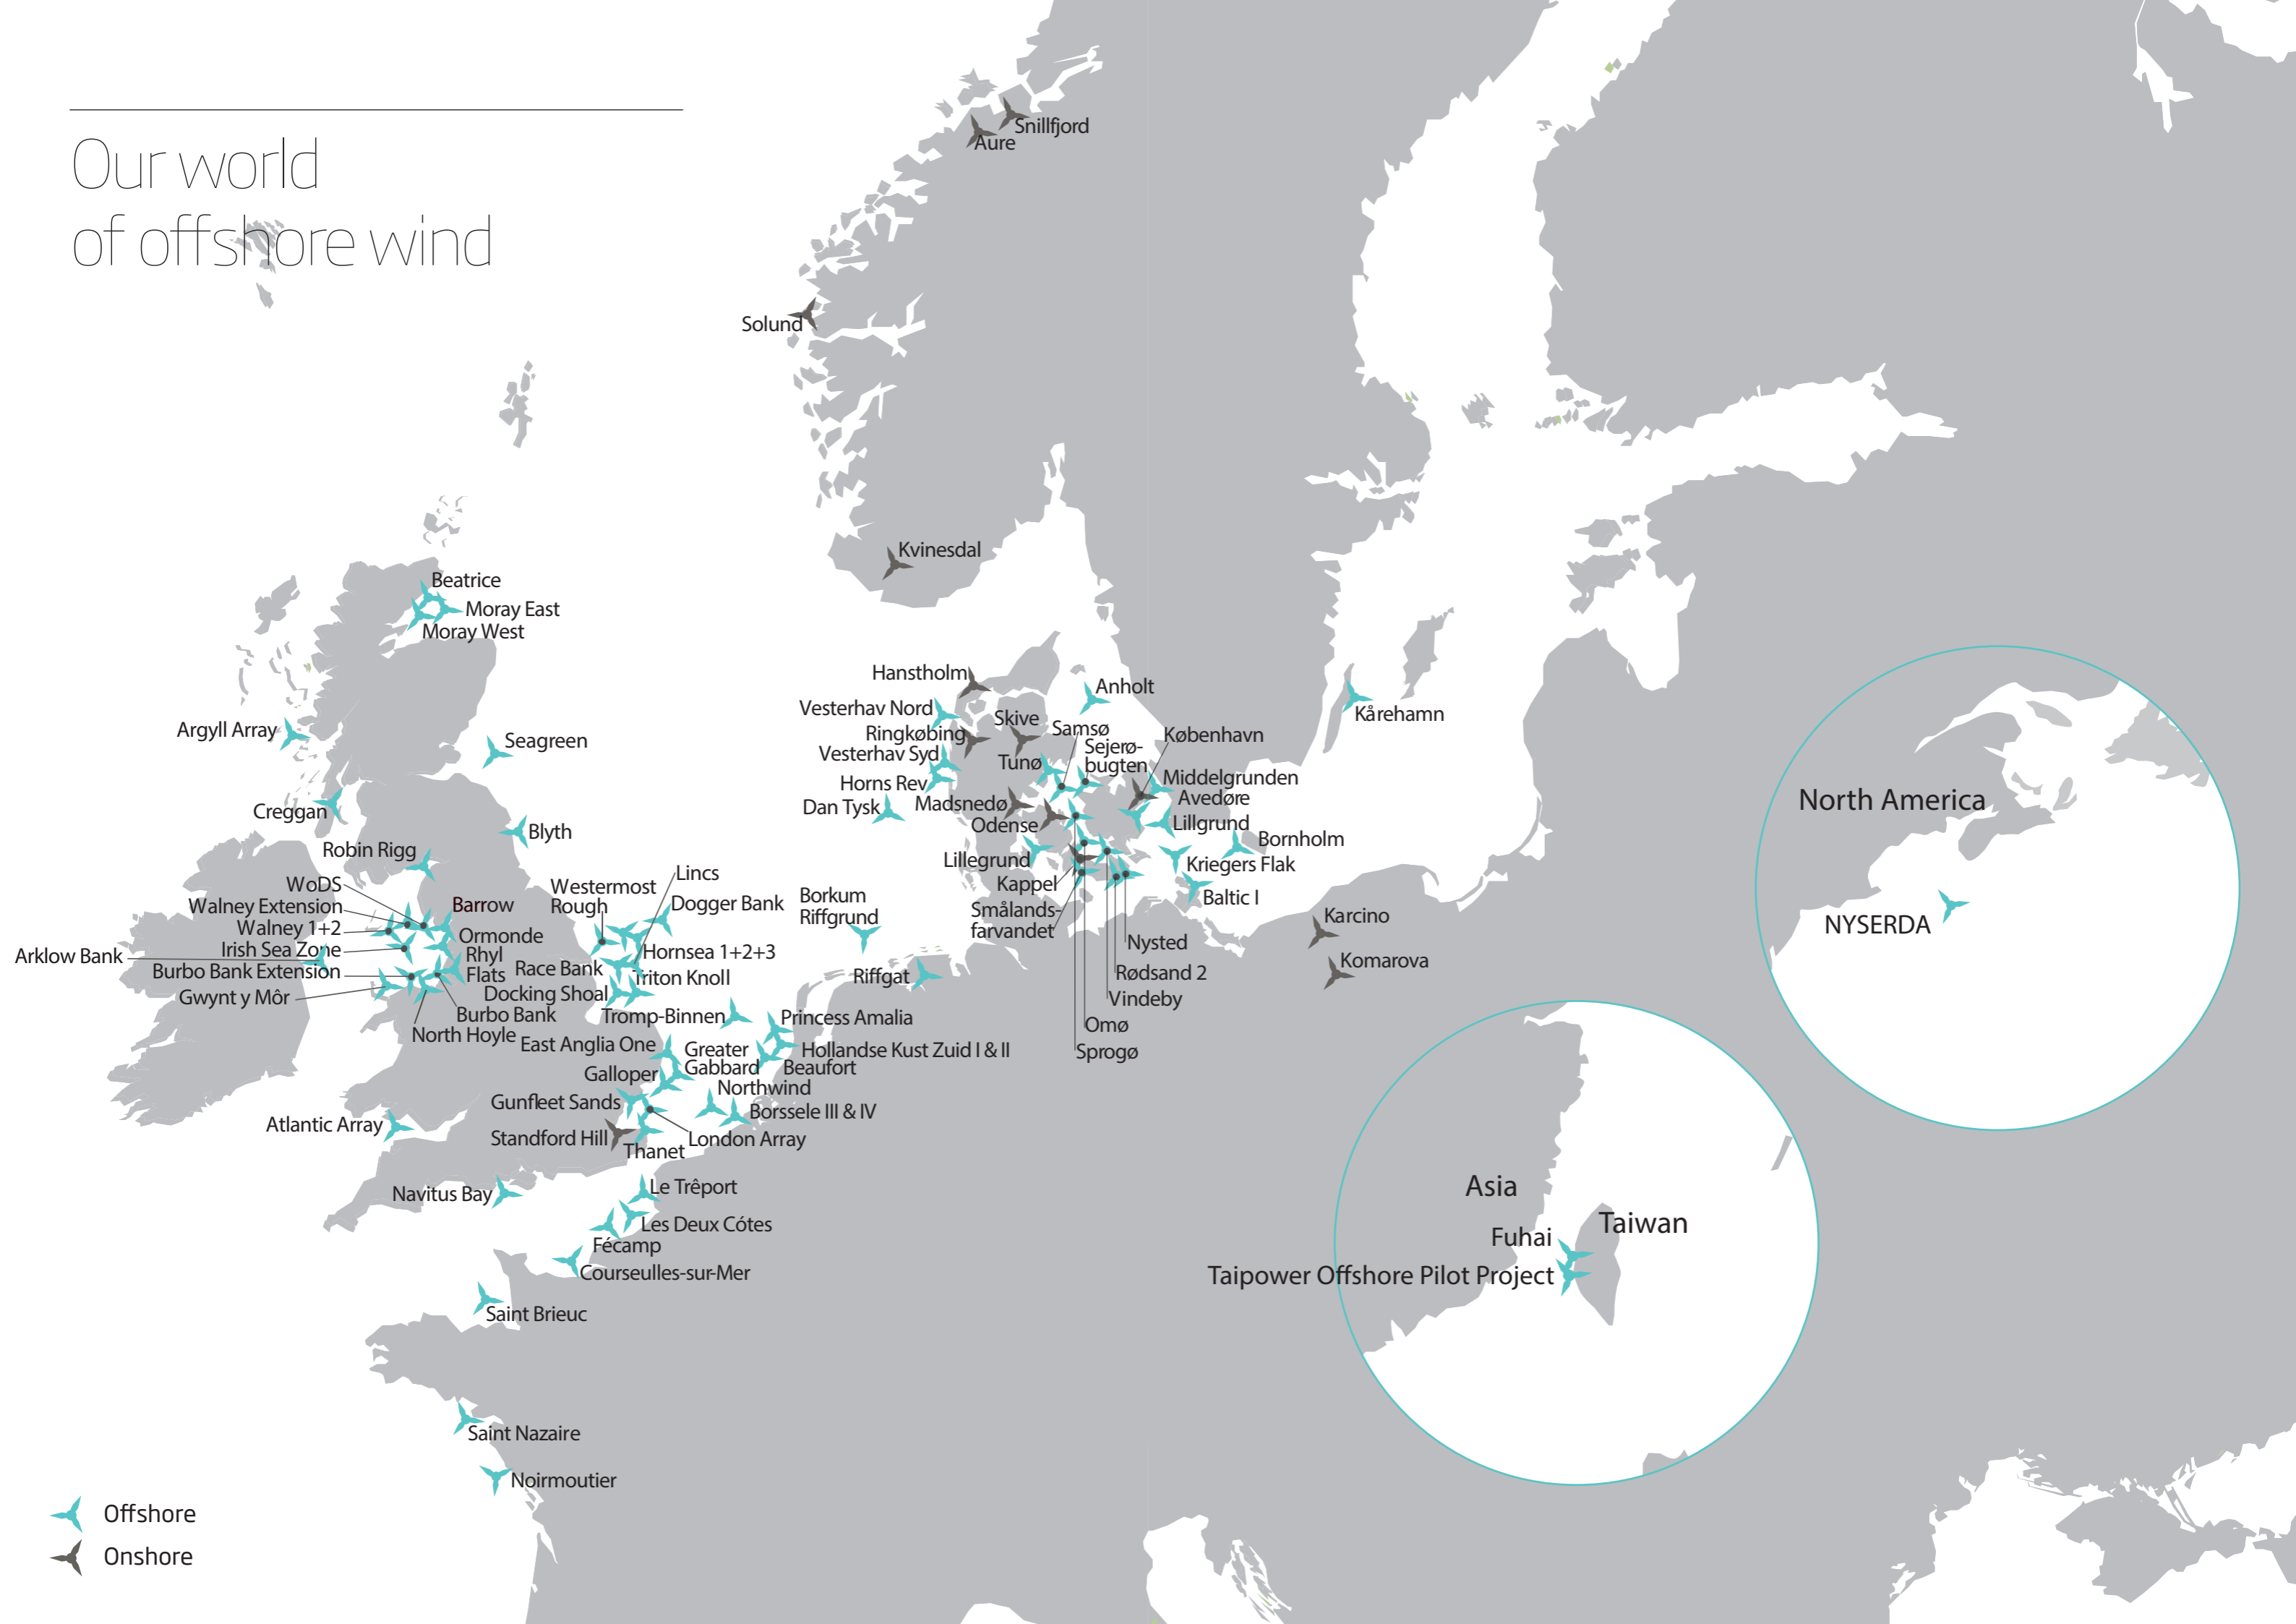 Our world
of offshore wind
Snillfjord
Aure
Solund
Kvinesdal
Beatrice
Moray East
Moray West
Argyll Array
Seagreen
Creggan
Blyth
Robin Rigg
WoDS
Walney Extension
Walney 1+2
Irish Sea Zone
Arklow Bank
Burbo Bank Extension
Gwynt y Môr
Barrow
Ormonde
Rhyl
Flats
Burbo Bank
North Hoyle
Westermost
Rough
Lincs
Dogger Bank
Hornsea 1+2+3
Race Bank
Triton Knoll
Docking Shoal
Tromp-Binnen
East Anglia One
Greater
Gabbard
Galloper
Gunfleet Sands
Standford Hill
Thanet
London Array
Northwind
Borssele III & IV
Princess Amalia
Hollandse Kust Zuid I & II
Beaufort
Borkum
Riffgrund
Riffgat
Atlantic Array
Navitus Bay
Le Trêport
Les Deux Cótes
Fécamp
Courseulles-sur-Mer
Saint Brieuc
Saint Nazaire
Noirmoutier
Hanstholm
Vesterhav Nord
Ringkøbing
Vesterhav Syd
Horns Rev
Dan Tysk
Skive
Samsø
Sejerø-
bugten
Tunø
Madsnedø
Odense
Lillegrund
Kappel
Smålands-
farvandet
Anholt
København
Middelgrunden
Avedøre
Lillgrund
Bornholm
Kriegers Flak
Baltic I
Nysted
Rødsand 2
Vindeby
Omø
Sprogø
Kårehamn
Karcino
Komarova
North America
NYSERDA
Asia
Taiwan
Fuhai
Taipower Offshore Pilot Project
Offshore
Onshore